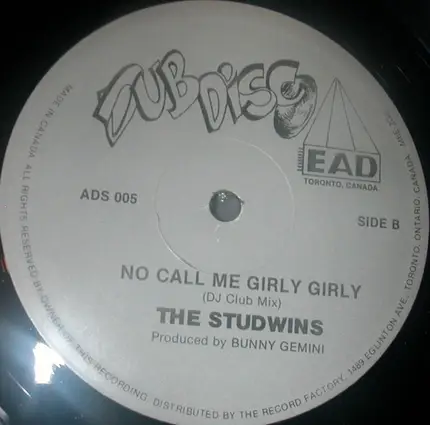 DUB DISCO
EAD
TORONTO, CANADA
ADS 005
SIDE B
NO CALL ME GIRLY GIRLY
(DJ Club Mix)
THE STUDWINS
Produced by BUNNY GEMINI
MADE IN CANADA. ALL RIGHTS RESERVED BY OWNER OF THIS RECORDING. DISTRIBUTED BY THE RECORD FACTORY, 1489 EGLINTON AVE. TORONTO, ONTARIO, CANADA